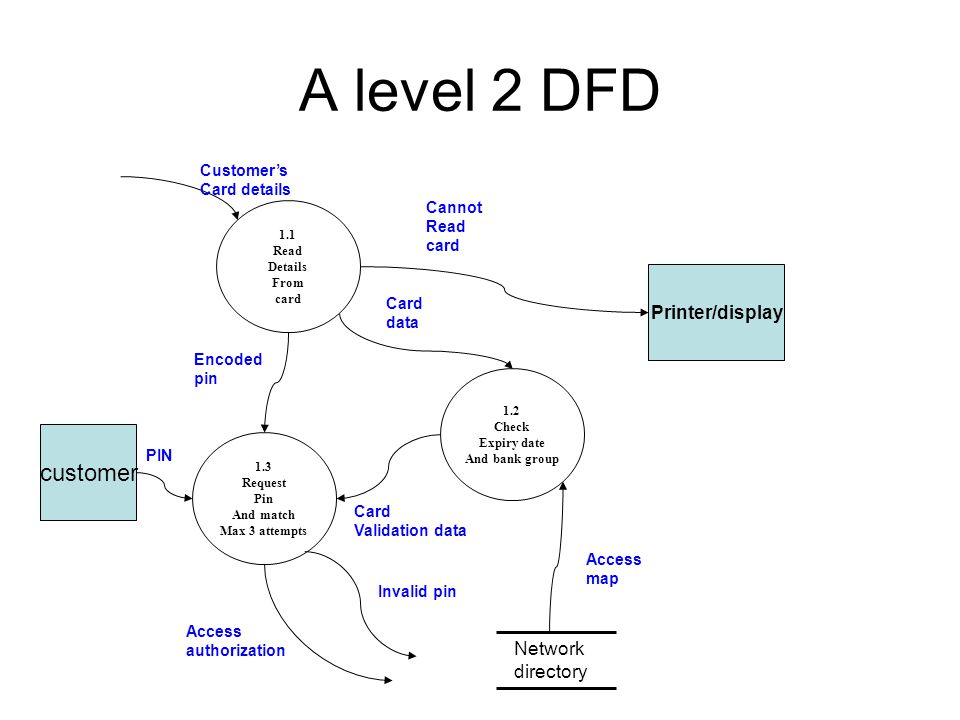 A level 2 DFD
Customer’s
Card details
Cannot
Read
card
1.1
Read
Details
From
card
Printer/display
Card
data
Encoded
pin
1.2
Check
Expiry date
And bank group
customer
PIN
1.3
Request
Pin
And match
Max 3 attempts
Card
Validation data
Access
map
Invalid pin
Access
authorization
Network
directory